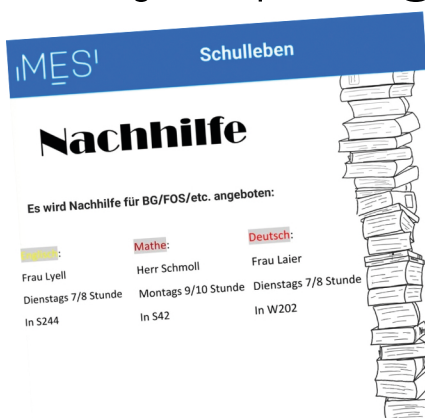 MES
Schulleben
Nachhilfe
Es wird Nachhilfe für BG/FOS/etc. angeboten:
Frau Lyell
Dienstags 7/8 Stunde
In S244
Mathe:
Herr Schmoll
Montags 9/10 Stunde
In S42
Deutsch:
Frau Laier
Dienstags 7/8 Stunde
In W202